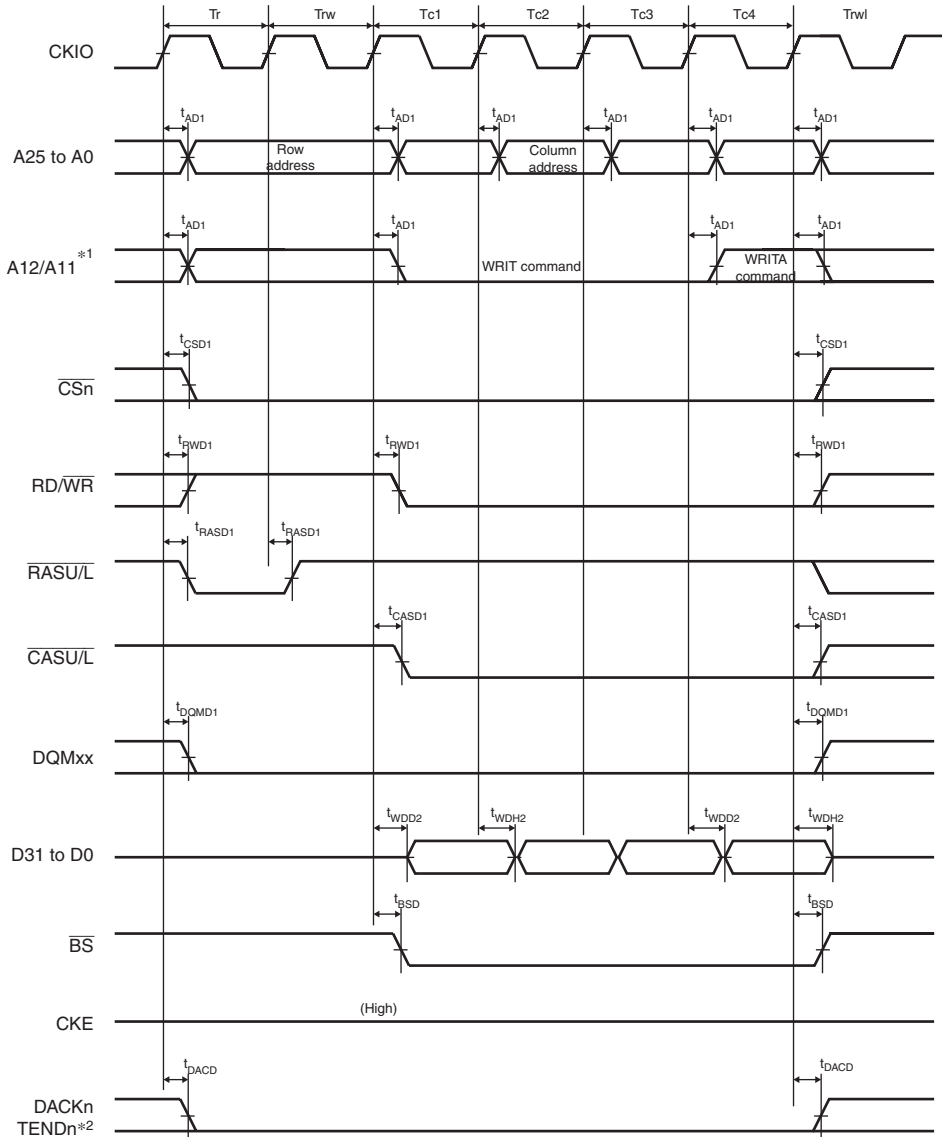 Tr Trw Tc1 Tc2 Tc3 Tc4 Trwl
CKIO
tAD1 tAD1 tAD1 tAD1 tAD1 tAD1
A25 to A0
Row
address
Column
address
tAD1 tAD1 tAD1 tAD1
A12/A11*1
WRIT command
WRITA
command
tCSD1 tCSD1
CSn
tRWD1 tRWD1 tRWD1
RD/WR
tRASD1 tRASD1
RASU/L
tCASD1 tCASD1
CASU/L
tDQMD1 tDQMD1
DQMxx
tWDD2 tWDH2 tWDD2 tWDH2
D31 to D0
tBSD tBSD
BS
(High)
CKE
tDACD tDACD
DACKn
TENDn*2